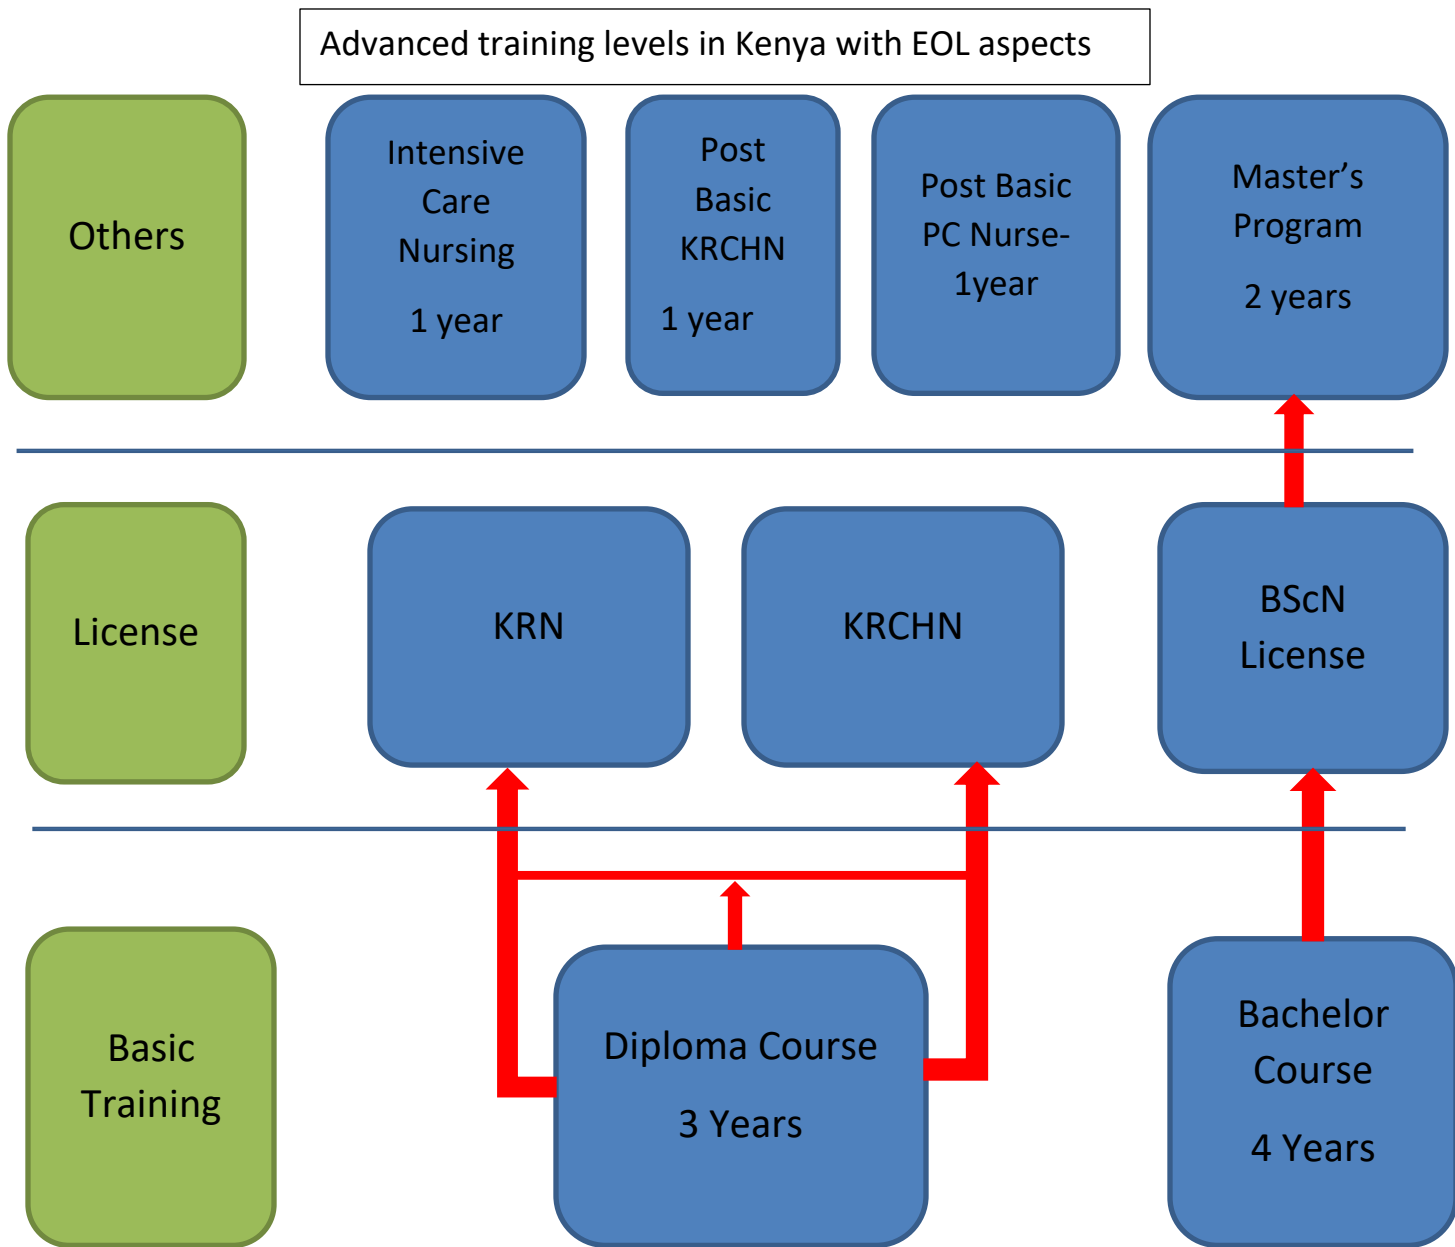 Advanced training levels in Kenya with EOL aspects
Others
Intensive
Care
Nursing
1 year
Post
Basic
KRCHN
1 year
Post Basic
PC Nurse-
1year
Master’s
Program
2 years
License
KRN
KRCHN
BScN
License
Basic
Training
Diploma Course
3 Years
Bachelor
Course
4 Years